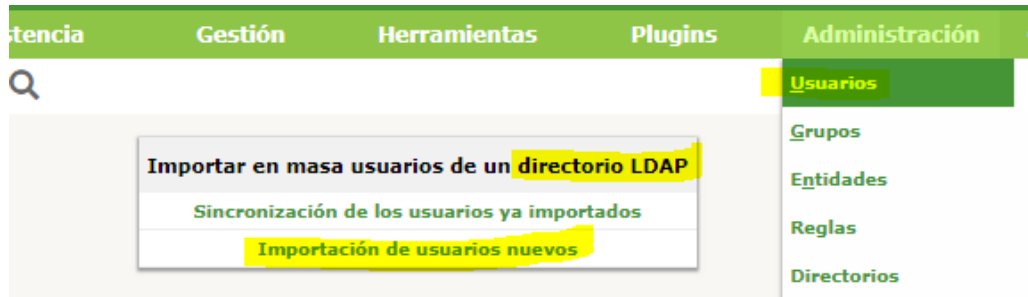 stencia Gestión Herramientas Plugins Administración
Usuarios
Grupos
Importar en masa usuarios de un directorio LDAP
Entidades
Sincronización de los usuarios ya importados
Reglas
Importación de usuarios nuevos
Directorios